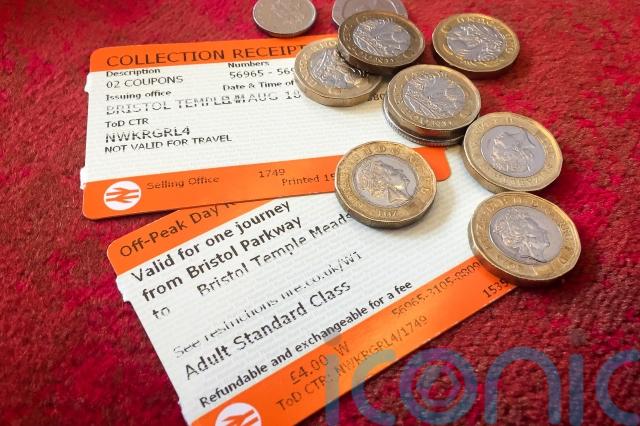 COLLECTION RECEIPT
Description
Numbers
02 COUPONS
56965 - 56
Issuing office
Date & Time of
BRISTOL TEMPLE M AUG 18
ToD CTR
NWKRGRL4
NOT VALID FOR TRAVEL
Selling Office 1749 Printed 15
Off-Peak Day
Valid for one journey
from Bristol Parkway
to Bristol Temple Meads
See restrictions nre.co.uk/W1
Adult Standard Class
Refundable and exchangeable for a fee
£4.00 W 56965-3105-8909 1535
ToD CTR: NWKRGRL4/1749
iconic